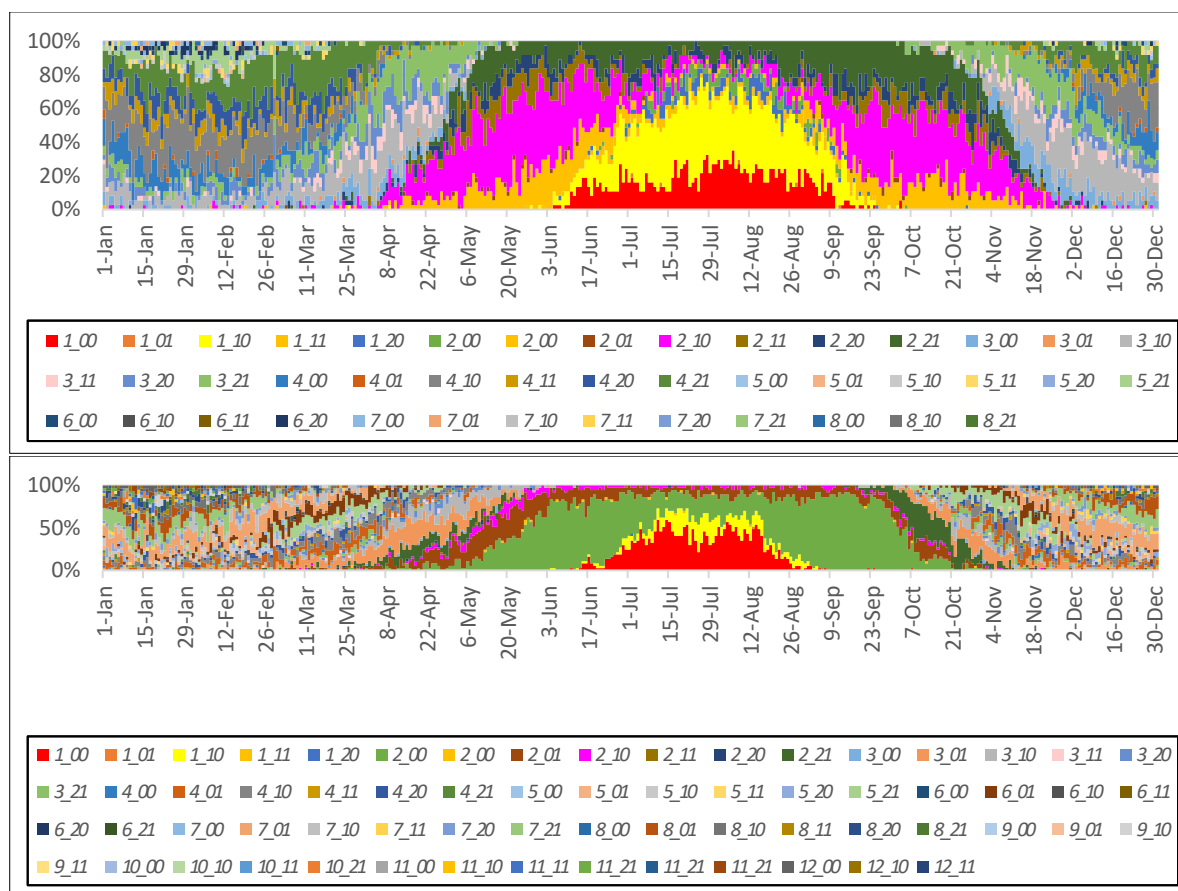 100%
80%
60%
40%
20%
0%
1-Jan 15-Jan 29-Jan 12-Feb 26-Feb 11-Mar 25-Mar 8-Apr 22-Apr 6-May 20-May 3-Jun 17-Jun 1-Jul 15-Jul 29-Jul 12-Aug 26-Aug 9-Sep 23-Sep 7-Oct 21-Oct 4-Nov 18-Nov 2-Dec 16-Dec 30-Dec
1_00 1_01 1_10 1_11 1_20 2_00 2_00 2_01 2_10 2_11 2_20 2_21 3_00 3_01 3_10
3_11 3_20 3_21 4_00 4_01 4_10 4_11 4_20 4_21 5_00 5_01 5_10 5_11 5_20 5_21
6_00 6_10 6_11 6_20 7_00 7_01 7_10 7_11 7_20 7_21 8_00 8_10 8_21
100%
50%
0%
1-Jan 15-Jan 29-Jan 12-Feb 26-Feb 11-Mar 25-Mar 8-Apr 22-Apr 6-May 20-May 3-Jun 17-Jun 1-Jul 15-Jul 29-Jul 12-Aug 26-Aug 9-Sep 23-Sep 7-Oct 21-Oct 4-Nov 18-Nov 2-Dec 16-Dec 30-Dec
1_00 1_01 1_10 1_11 1_20 2_00 2_00 2_01 2_10 2_11 2_20 2_21 3_00 3_01 3_10 3_11 3_20
3_21 4_00 4_01 4_10 4_11 4_20 4_21 5_00 5_01 5_10 5_11 5_20 5_21 6_00 6_01 6_10 6_11
6_20 6_21 7_00 7_01 7_10 7_11 7_20 7_21 8_00 8_01 8_10 8_11 8_20 8_21 9_00 9_01 9_10
9_11 10_00 10_10 10_11 10_21 11_00 11_10 11_11 11_21 11_21 11_21 12_00 12_10 12_11